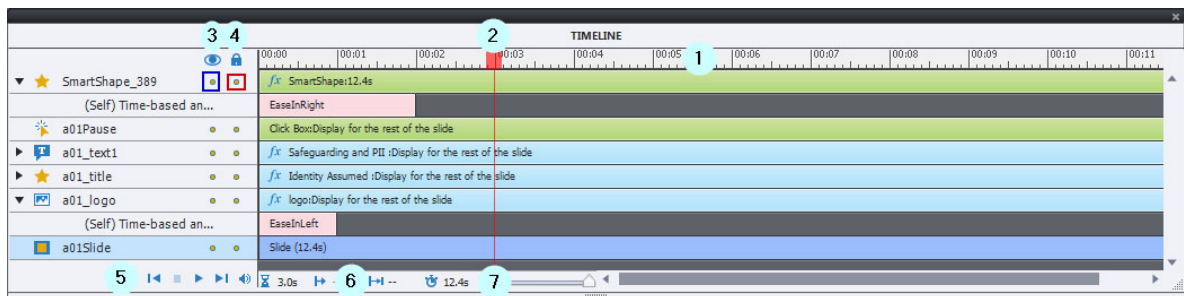 TIMELINE
3 4 2 1
00:00 00:01 00:02 00:03 00:04 00:05 00:06 00:07 00:08 00:09 00:10 00:11
SmartShape_389 fx SmartShape:12.4s
(Self) Time-based an... EaseInRight
a01Pause Click Box:Display for the rest of the slide
a01_text1 fx Safeguarding and PII :Display for the rest of the slide
a01_title fx Identity Assumed :Display for the rest of the slide
a01_logo fx logo:Display for the rest of the slide
(Self) Time-based an... EaseInLeft
a01Slide Slide (12.4s)
5 3.0s 6 -- 12.4s 7